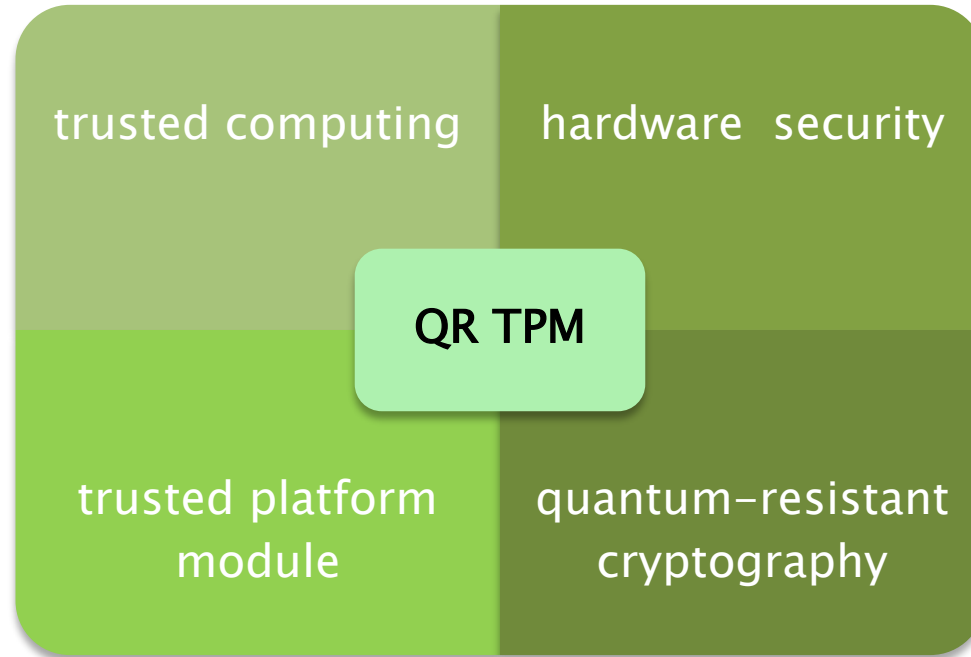 trusted computing
hardware security
QR TPM
trusted platform
module
quantum-resistant
cryptography